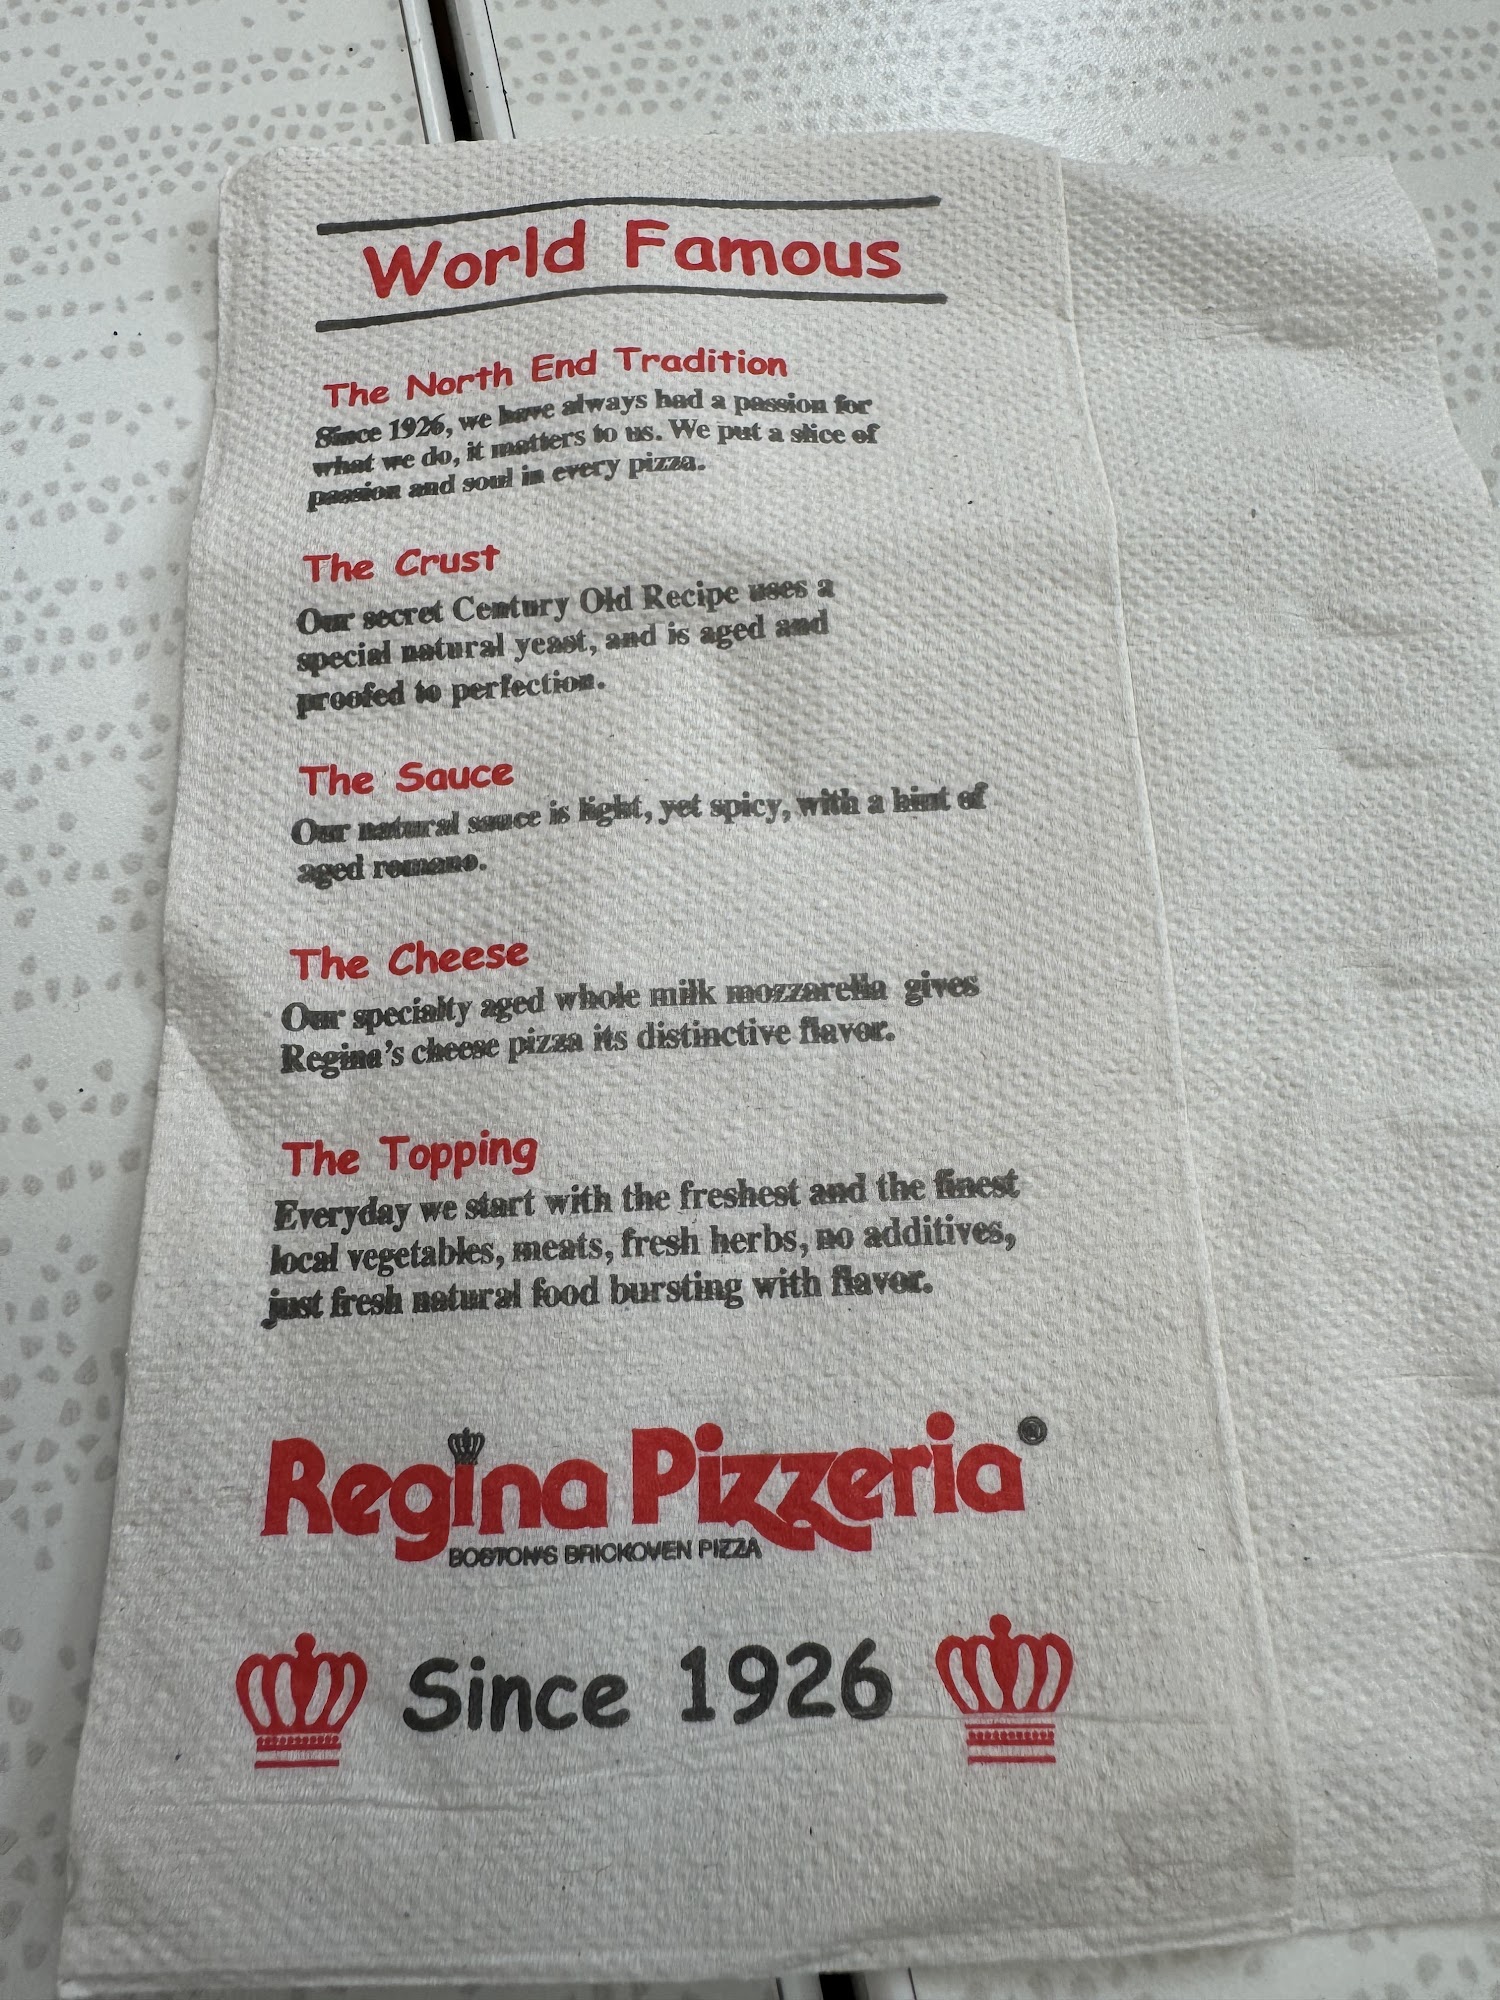 World Famous
The North End Tradition
Since 1926, we have always had a passion for
what we do, it matters to us. We put a slice of
passion and soul in every pizza.
The Crust
Our secret Century Old Recipe uses a
special natural yeast, and is aged and
proofed to perfection.
The Sauce
Our natural sauce is light, yet spicy, with a hint of
aged romano.
The Cheese
Our specialty aged whole milk mozzarella gives
Regina's cheese pizza its distinctive flavor.
The Topping
Everyday we start with the freshest and the finest
local vegetables, meats, fresh herbs, no additives,
just fresh natural food bursting with flavor.
Regina Pizzeria®
BOSTON'S BRICKOVEN PIZZA
Since 1926